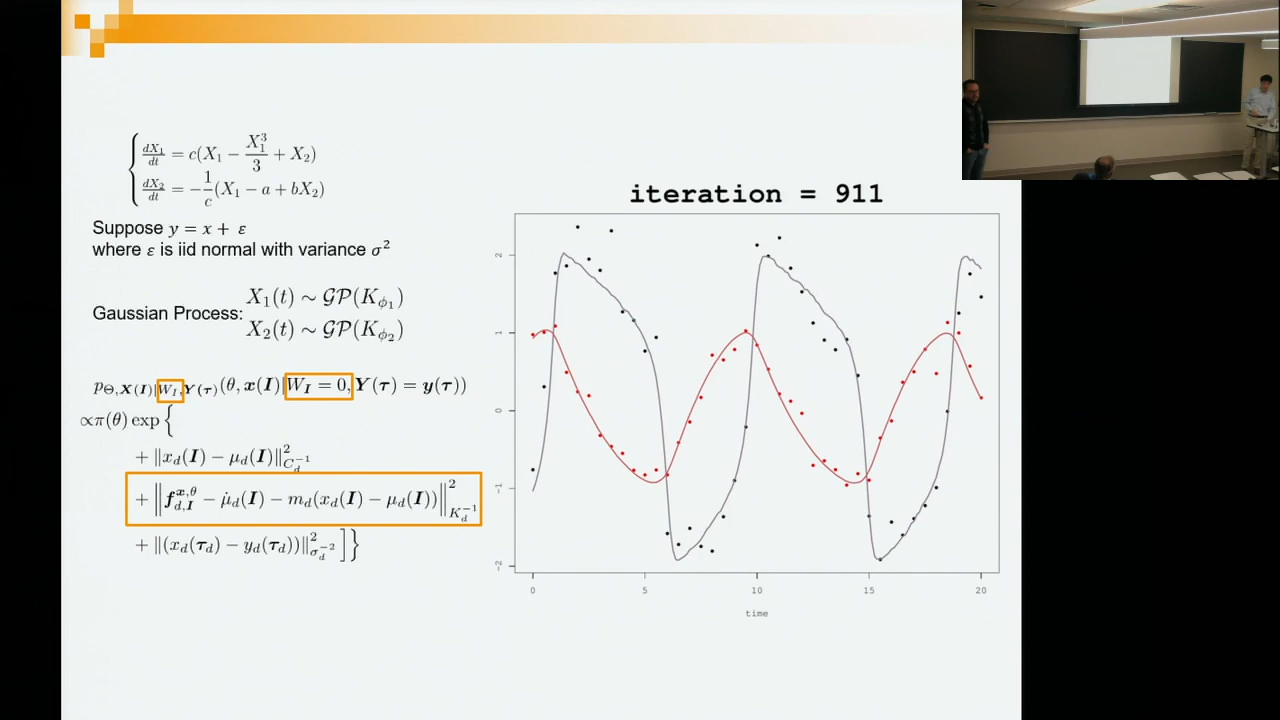 dX₁/dt = c(X₁ − X₁³/3 + X₂)
dX₂/dt = −1/c(X₁ − a + bX₂)
Suppose y = x + ε
where ε is iid normal with variance σ²
Gaussian Process: X₁(t) ∼ 𝒢𝒫(K_ϕ₁)
X₂(t) ∼ 𝒢𝒫(K_ϕ₂)
p_Θ,X(I)|W_I,Y(τ)(θ, x(I)|W_I = 0, Y(τ) = y(τ))
∝π(θ) exp {
+ ‖x_d(I) − μ_d(I)‖²_{C_d^{−1}}
+ ‖f_{d,I}^{x,θ} − μ̇_d(I) − m_d(x_d(I) − μ_d(I))‖²_{K_d^{−1}}
+ ‖(x_d(τ_d) − y_d(τ_d))‖²_{σ_d^{−2}} ]}
iteration = 911
2
1
0
-1
-2
0 5 10 15 20
time